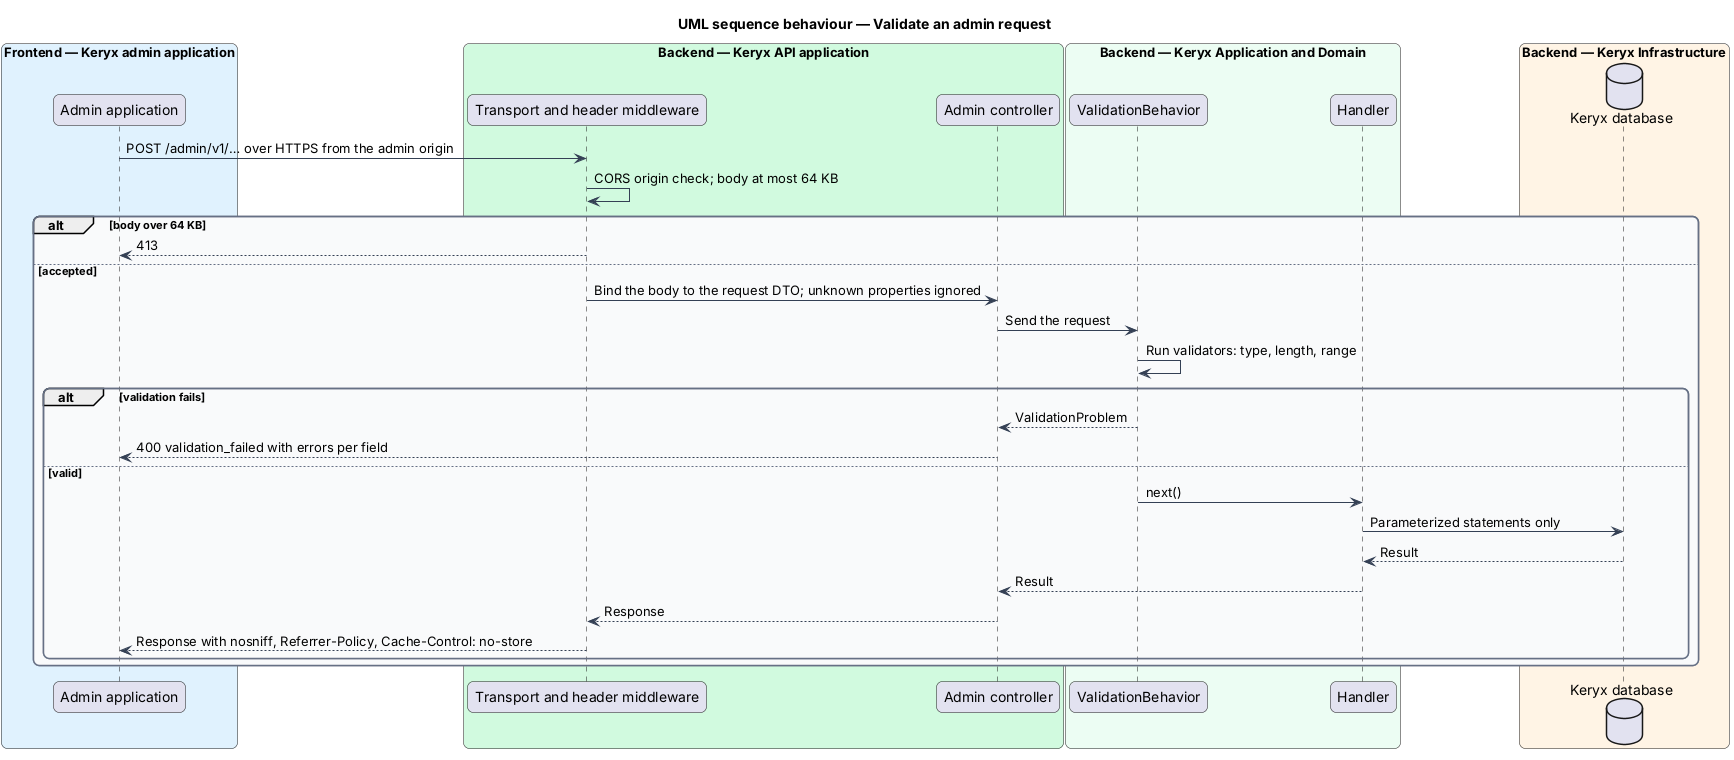 UML sequence behaviour — Validate an admin request
Frontend — Keryx admin application
Backend — Keryx API application
Backend — Keryx Application and Domain
Backend — Keryx Infrastructure
Admin application
Transport and header middleware
Admin controller
ValidationBehavior
Handler
Keryx database
POST /admin/v1/... over HTTPS from the admin origin
CORS origin check; body at most 64 KB
alt
[body over 64 KB]
413
[accepted]
Bind the body to the request DTO; unknown properties ignored
Send the request
Run validators: type, length, range
alt
[validation fails]
ValidationProblem
400 validation_failed with errors per field
[valid]
next()
Parameterized statements only
Result
Result
Response
Response with nosniff, Referrer-Policy, Cache-Control: no-store
Admin application
Transport and header middleware
Admin controller
ValidationBehavior
Handler
Keryx database